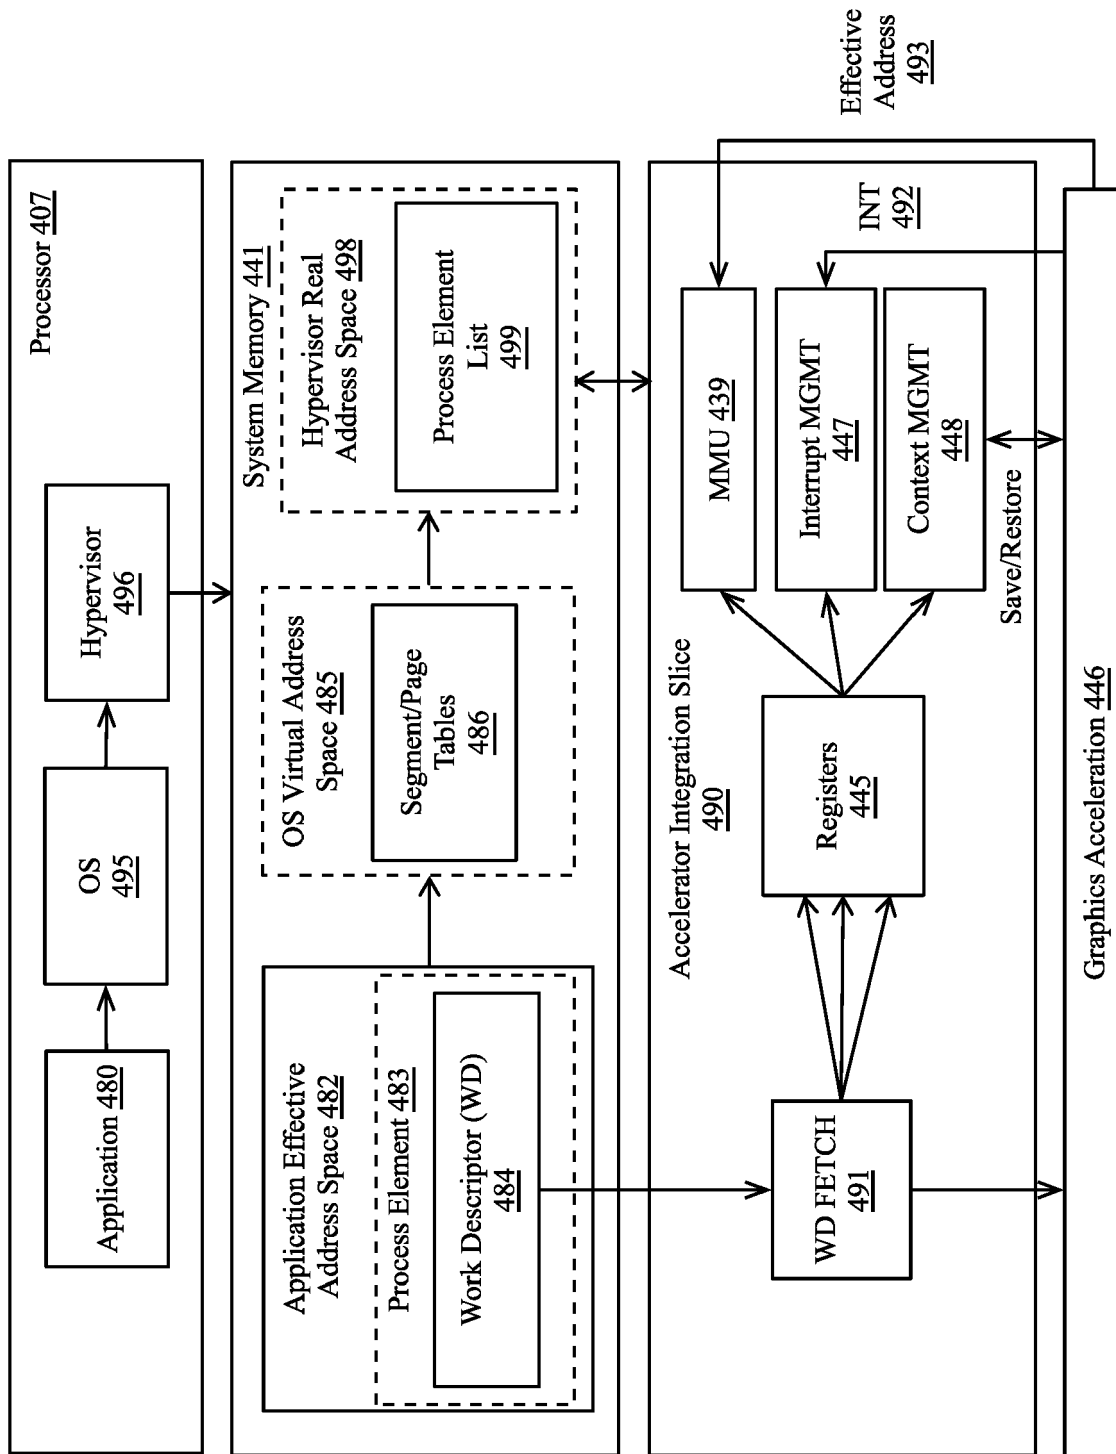 Processor 407
Application 480
OS
495
Hypervisor
496
System Memory 441
Application Effective
Address Space 482
Process Element 483
Work Descriptor (WD)
484
OS Virtual Address
Space 485
Segment/Page
Tables
486
Hypervisor Real
Address Space 498
Process Element
List
499
Accelerator Integration Slice
490
WD FETCH
491
Registers
445
MMU 439
Interrupt MGMT
447
Context MGMT
448
INT
492
Effective
Address
493
Save/Restore
Graphics Acceleration 446